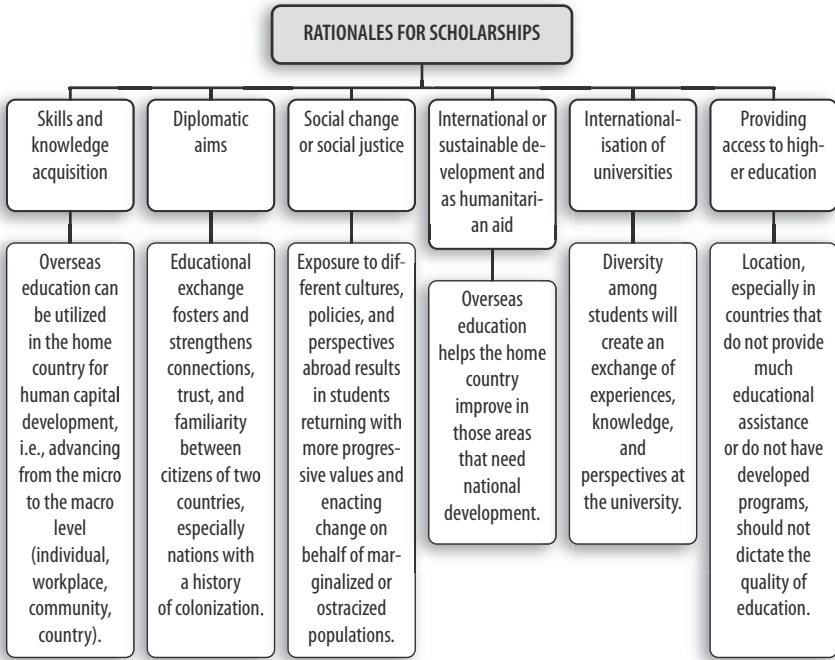 RATIONALES FOR SCHOLARSHIPS
Skills and
knowledge
acquisition
Diplomatic
aims
Social change
or social justice
International or
sustainable de-
velopment and
as humanitari-
an aid
International-
isation of
universities
Providing
access to high-
er education
Overseas
education can
be utilized
in the home
country for
human capital
development,
i.e., advancing
from the micro
to the macro
level
(individual,
workplace,
community,
country).
Educational
exchange
fosters and
strengthens
connections,
trust, and
familiarity
between
citizens of two
countries,
especially
nations with
a history
of colonization.
Exposure to dif-
ferent cultures,
policies, and
perspectives
abroad results
in students
returning with
more progres-
sive values and
enacting
change on
behalf of mar-
ginalized or
ostracized
populations.
Overseas
education
helps the home
country
improve in
those areas
that need
national
development.
Diversity
among
students will
create an
exchange of
experiences,
knowledge,
and
perspectives at
the university.
Location,
especially in
countries that
do not provide
much
educational
assistance
or do not have
developed
programs,
should not
dictate the
quality of
education.